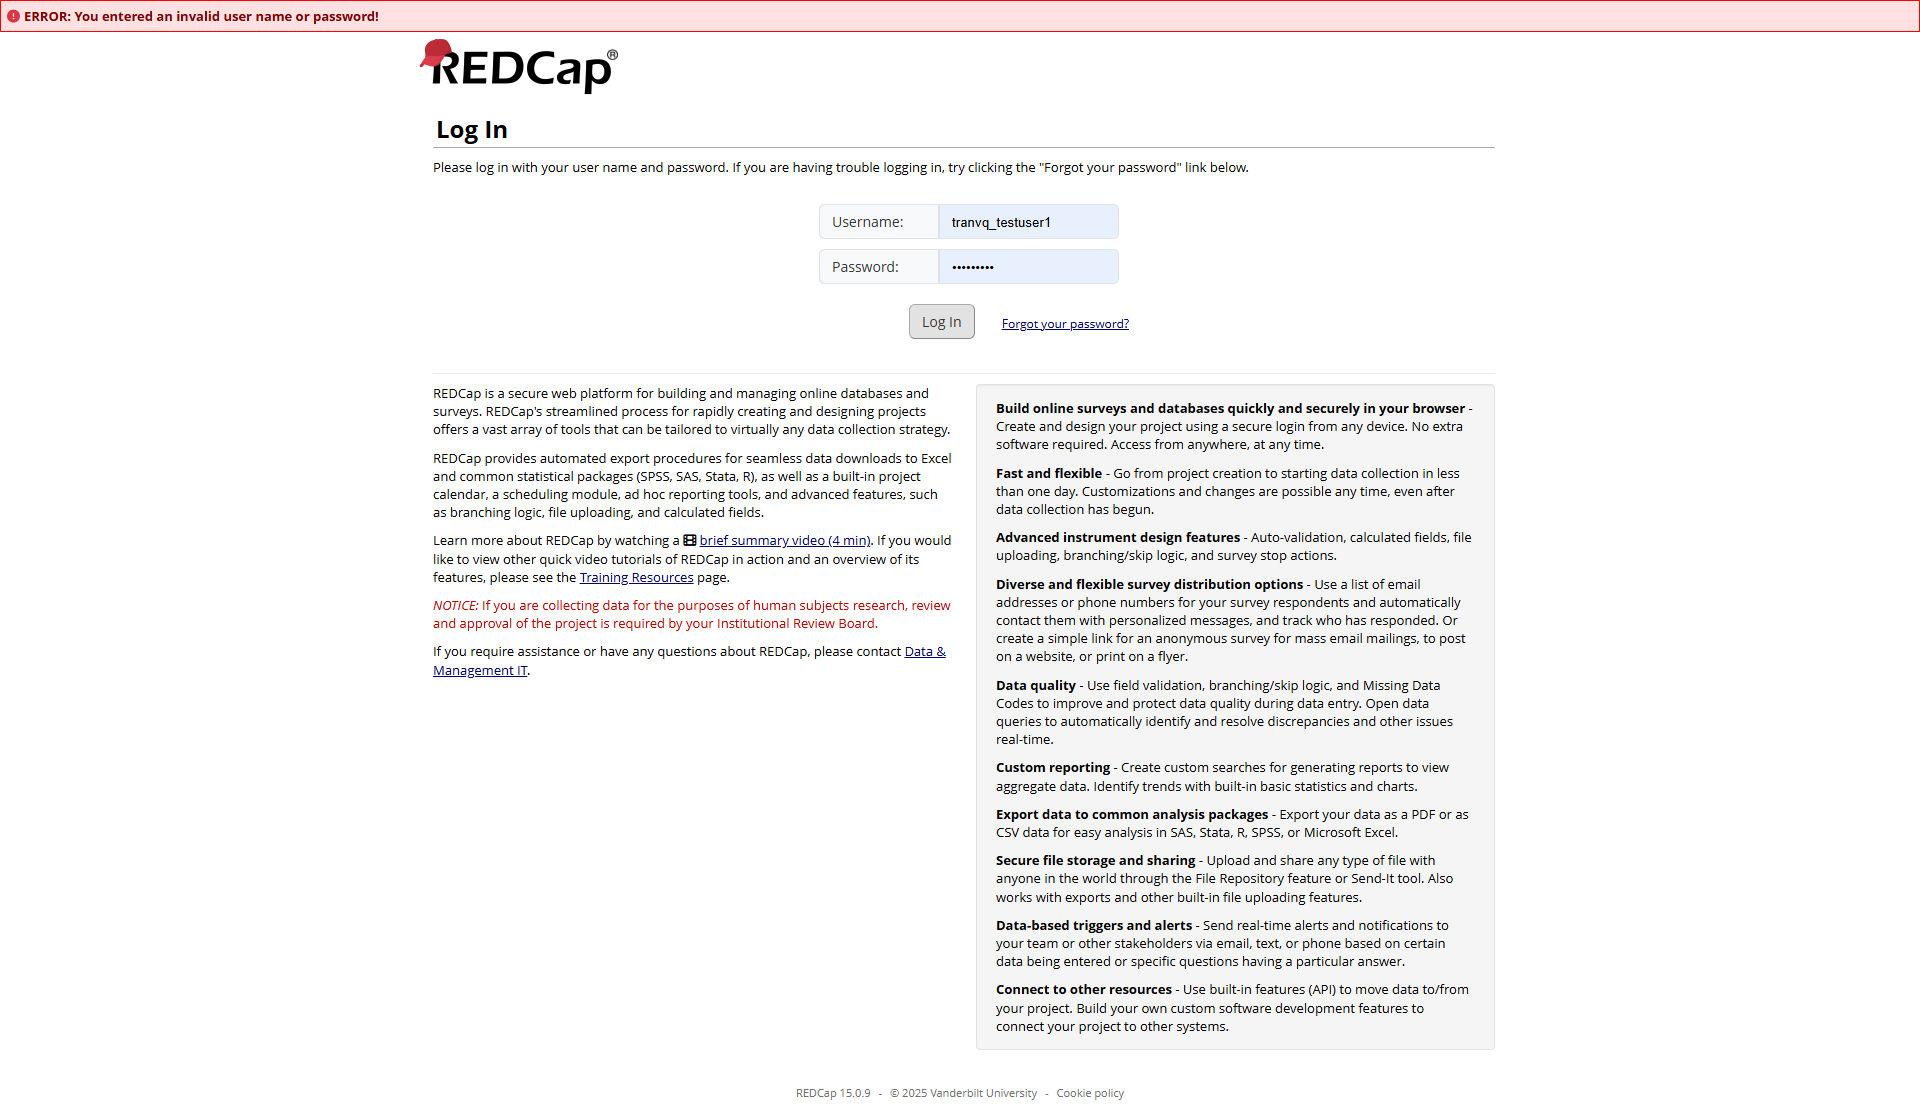 ERROR: You entered an invalid user name or password!
REDCap®
Log In
Please log in with your user name and password. If you are having trouble logging in, try clicking the "Forgot your password" link below.
Username: tranvq_testuser1
Password: •••••••••
Log In Forgot your password?
REDCap is a secure web platform for building and managing online databases and
surveys. REDCap's streamlined process for rapidly creating and designing projects
offers a vast array of tools that can be tailored to virtually any data collection strategy.
REDCap provides automated export procedures for seamless data downloads to Excel
and common statistical packages (SPSS, SAS, Stata, R), as well as a built-in project
calendar, a scheduling module, ad hoc reporting tools, and advanced features, such
as branching logic, file uploading, and calculated fields.
Learn more about REDCap by watching a brief summary video (4 min). If you would
like to view other quick video tutorials of REDCap in action and an overview of its
features, please see the Training Resources page.
NOTICE: If you are collecting data for the purposes of human subjects research, review
and approval of the project is required by your Institutional Review Board.
If you require assistance or have any questions about REDCap, please contact Data &
Management IT.
Build online surveys and databases quickly and securely in your browser -
Create and design your project using a secure login from any device. No extra
software required. Access from anywhere, at any time.
Fast and flexible - Go from project creation to starting data collection in less
than one day. Customizations and changes are possible any time, even after
data collection has begun.
Advanced instrument design features - Auto-validation, calculated fields, file
uploading, branching/skip logic, and survey stop actions.
Diverse and flexible survey distribution options - Use a list of email
addresses or phone numbers for your survey respondents and automatically
contact them with personalized messages, and track who has responded. Or
create a simple link for an anonymous survey for mass email mailings, to post
on a website, or print on a flyer.
Data quality - Use field validation, branching/skip logic, and Missing Data
Codes to improve and protect data quality during data entry. Open data
queries to automatically identify and resolve discrepancies and other issues
real-time.
Custom reporting - Create custom searches for generating reports to view
aggregate data. Identify trends with built-in basic statistics and charts.
Export data to common analysis packages - Export your data as a PDF or as
CSV data for easy analysis in SAS, Stata, R, SPSS, or Microsoft Excel.
Secure file storage and sharing - Upload and share any type of file with
anyone in the world through the File Repository feature or Send-It tool. Also
works with exports and other built-in file uploading features.
Data-based triggers and alerts - Send real-time alerts and notifications to
your team or other stakeholders via email, text, or phone based on certain
data being entered or specific questions having a particular answer.
Connect to other resources - Use built-in features (API) to move data to/from
your project. Build your own custom software development features to
connect your project to other systems.
REDCap 15.0.9 - © 2025 Vanderbilt University - Cookie policy